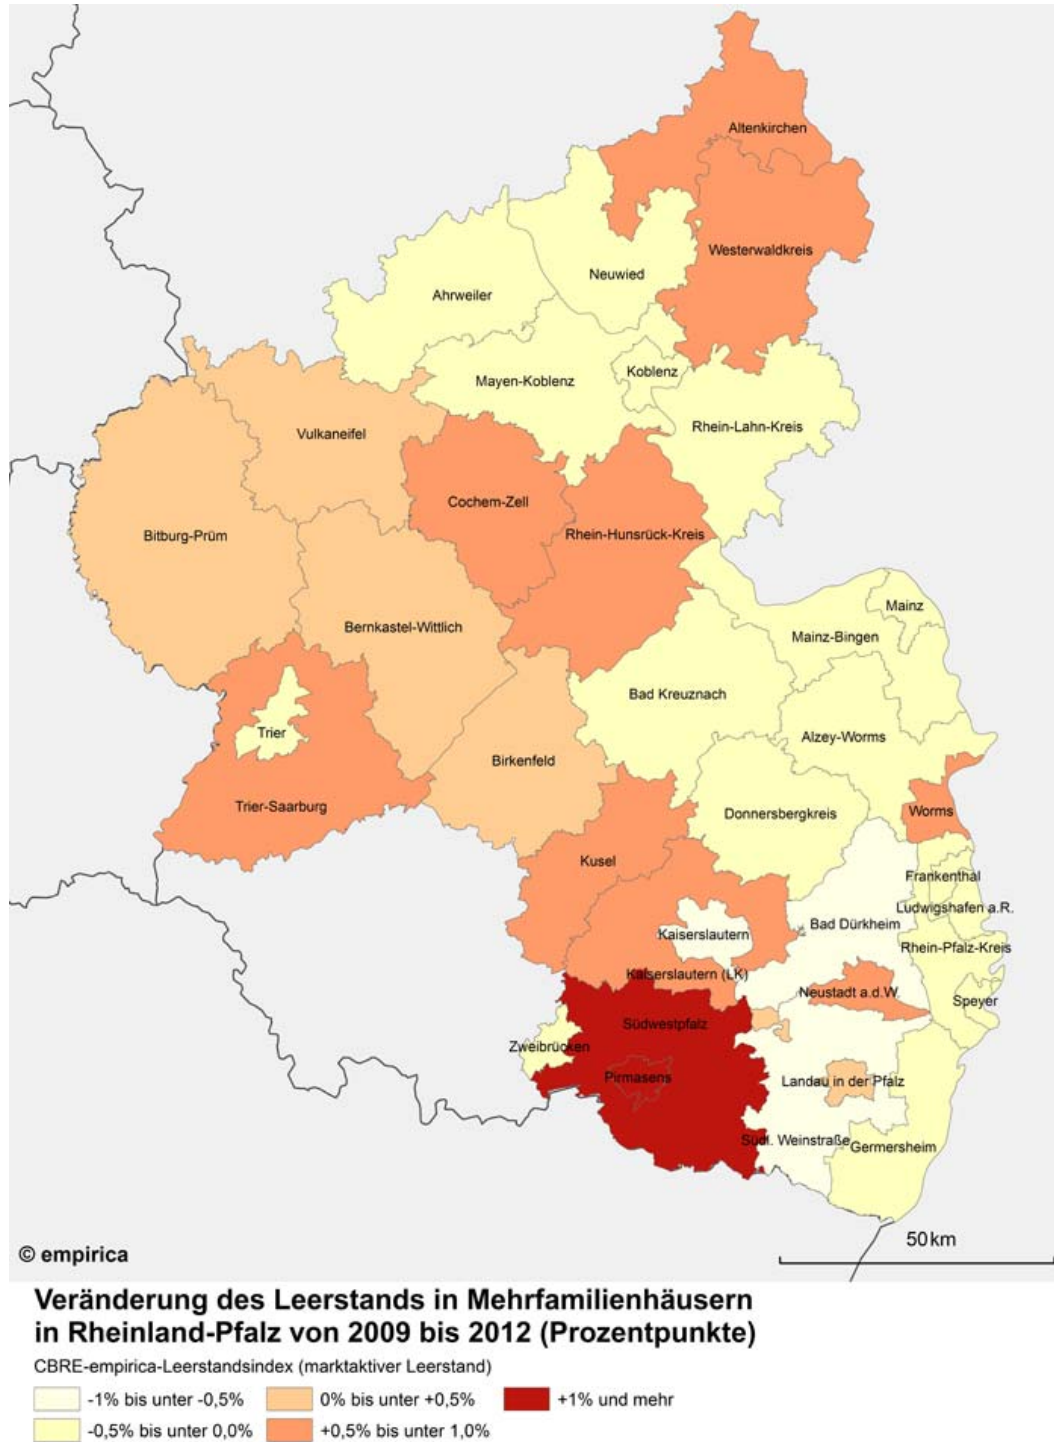 Altenkirchen
Westerwaldkreis
Neuwied
Ahrweiler
Koblenz
Mayen-Koblenz
Rhein-Lahn-Kreis
Vulkaneifel
Cochem-Zell
Bitburg-Prüm
Rhein-Hunsrück-Kreis
Mainz
Bernkastel-Wittlich
Mainz-Bingen
Bad Kreuznach
Trier
Alzey-Worms
Birkenfeld
Trier-Saarburg
Donnersbergkreis
Worms
Kusel
Frankenthal
Ludwigshafen a.R.
Bad Dürkheim
Kaiserslautern
Rhein-Pfalz-Kreis
Kaiserslautern (LK)
Neustadt a.d.W.
Speyer
Südwestpfalz
Zweibrücken
Pirmasens
Landau in der Pfalz
Südl. Weinstraße
Germersheim
50 km
© empirica
Veränderung des Leerstands in Mehrfamilienhäusern
in Rheinland-Pfalz von 2009 bis 2012 (Prozentpunkte)
CBRE-empirica-Leerstandsindex (marktaktiver Leerstand)
-1% bis unter -0,5%
0% bis unter +0,5%
+1% und mehr
-0,5% bis unter 0,0%
+0,5% bis unter 1,0%